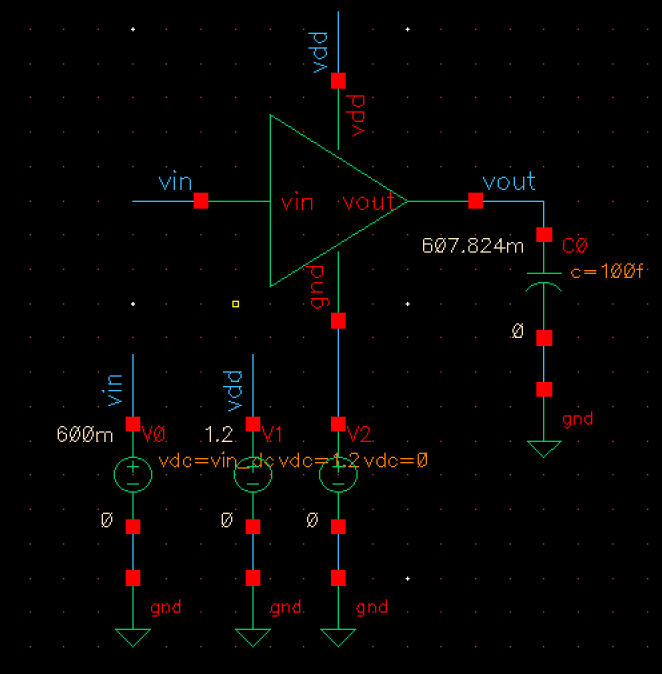 vdd
vdd
vin
vin
vout
vout
607.824m
C0
c=100f
gnd
0
gnd
vin
vdd
600m
V0
1.2
V1
V2
vdc=vin_dc
vdc=1.2
vdc=0
0
0
0
gnd
gnd
gnd